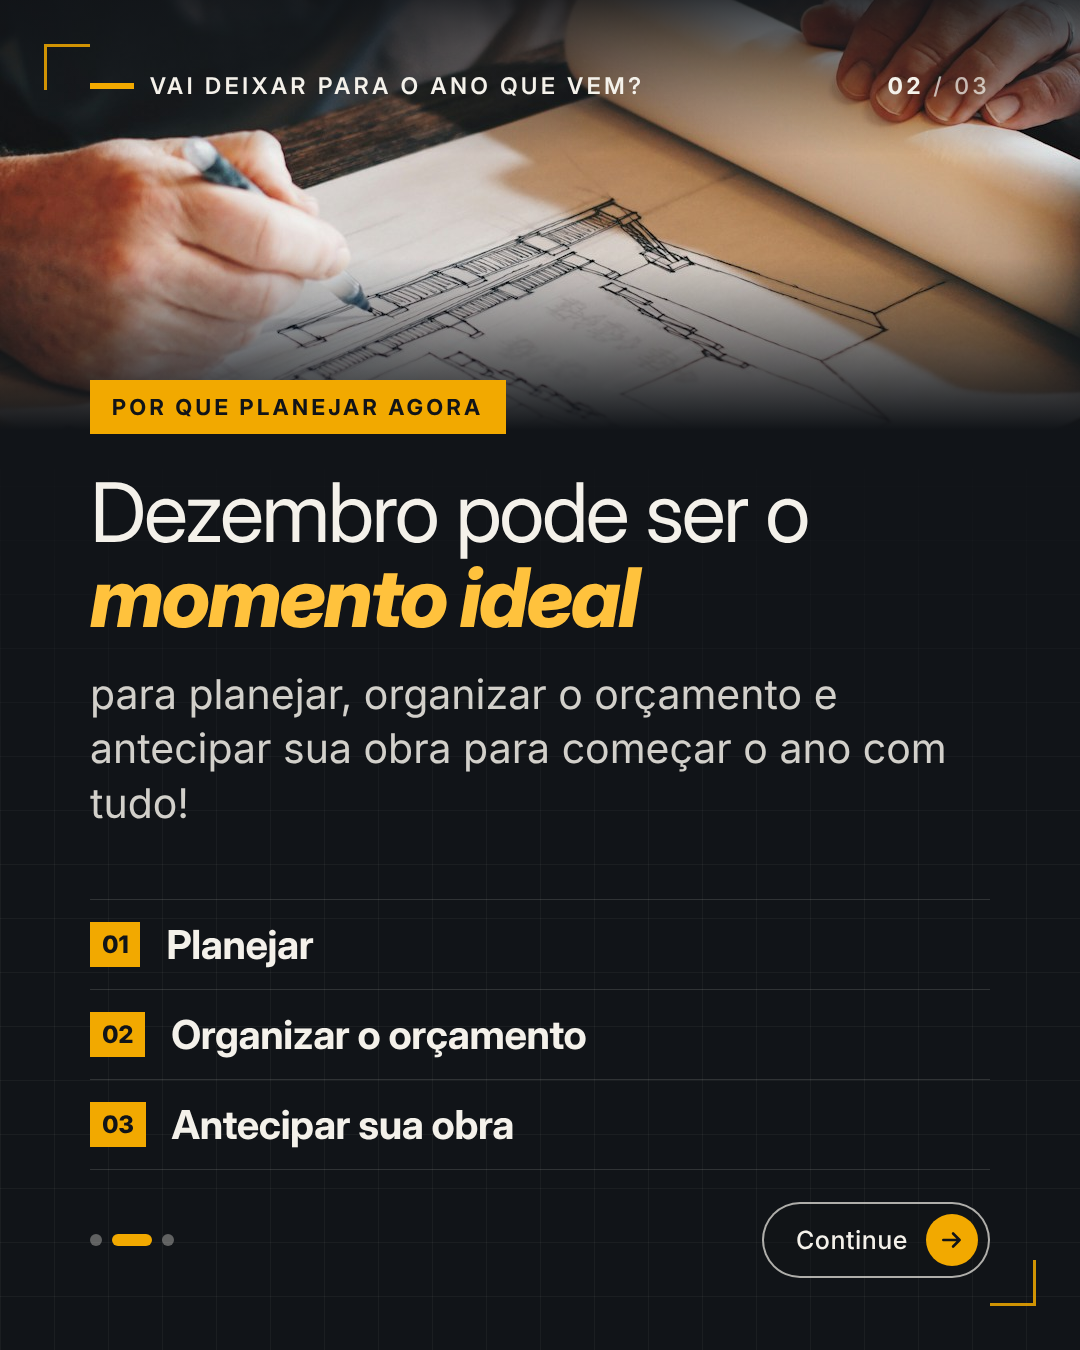 VAI DEIXAR PARA O ANO QUE VEM?
02 / 03
POR QUE PLANEJAR AGORA
Dezembro pode ser o
momento ideal
para planejar, organizar o orçamento e
antecipar sua obra para começar o ano com
tudo!
01 Planejar
02 Organizar o orçamento
03 Antecipar sua obra
Continue